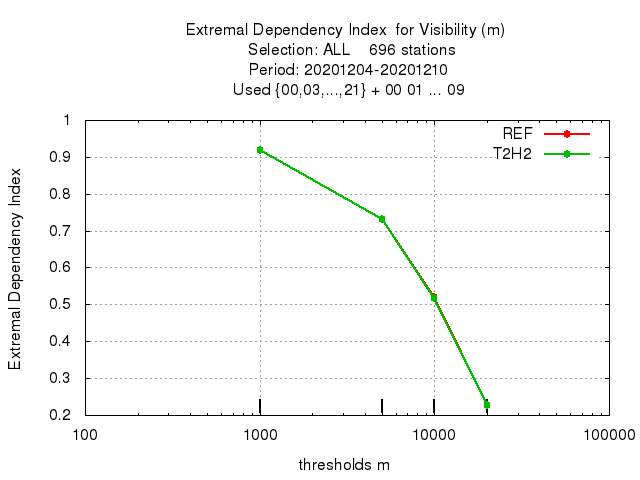 Extremal Dependency Index  for Visibility (m)
Selection: ALL    696 stations
Period: 20201204-20201210
Used {00,03,...,21} + 00 01 ... 09
REF
T2H2
Extremal Dependency Index
1
0.9
0.8
0.7
0.6
0.5
0.4
0.3
0.2
100 1000 10000 100000
thresholds m